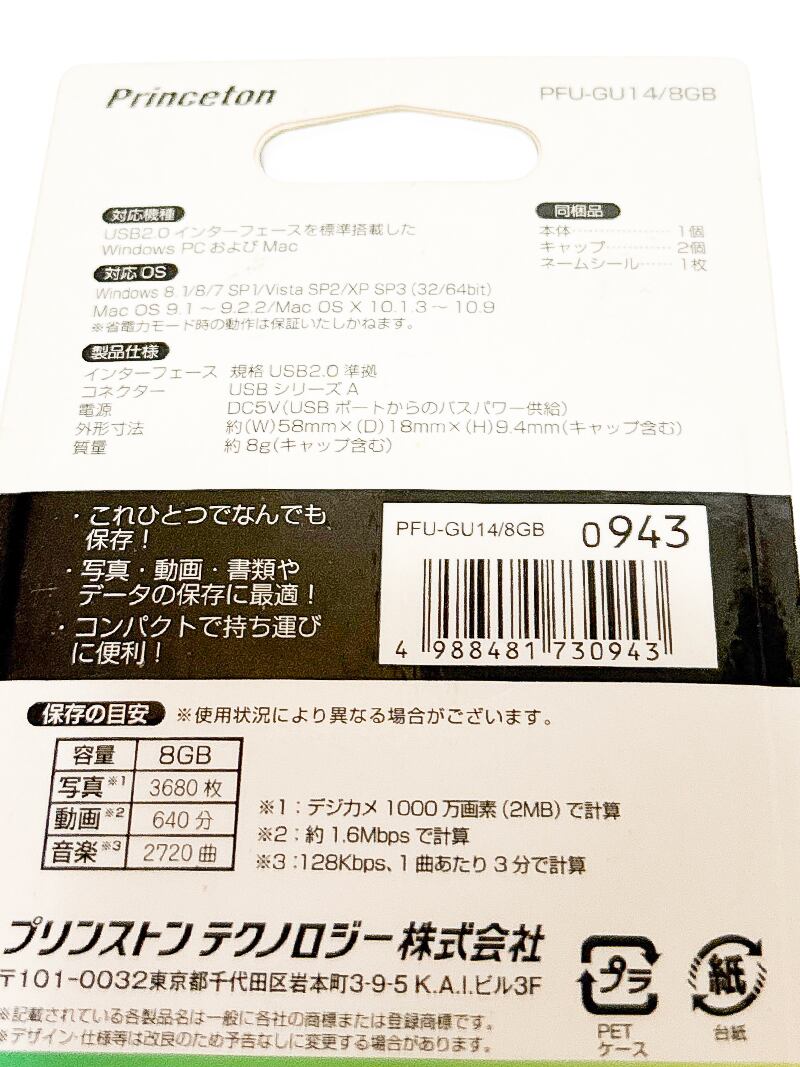 Princeton
PFU-GU14/8GB
対応機種
USB2.0 インターフェースを標準搭載した
Windows PC および Mac
対応 OS
Windows 8.1/8/7 SP1/Vista SP2/XP SP3 (32/64bit)
Mac OS 9.1 ～ 9.2.2/Mac OS X 10.1.3 ～ 10.9
※省電力モード時の動作は保証いたしかねます。
同梱品
本体………………… 1個
キャップ…………… 2個
ネームシール…… 1枚
製品仕様
インターフェース 規格 USB2.0 準拠
コネクター USB シリーズ A
電源 DC5V(USB ポートからのバスパワー供給)
外形寸法 約(W)58mm×(D)18mm×(H)9.4mm(キャップ含む)
質量 約 8g(キャップ含む)
・これひとつでなんでも
保存！
・写真・動画・書類や
データの保存に最適！
・コンパクトで持ち運び
に便利！
PFU-GU14/8GB 0943
4 988481 730943
保存の目安 ※使用状況により異なる場合がございます。
容量 8GB
写真※1 3680 枚
動画※2 640 分
音楽※3 2720 曲
※1：デジカメ 1000 万画素 (2MB) で計算
※2：約 1.6Mbps で計算
※3：128Kbps、1 曲あたり 3 分で計算
プリンストン テクノロジー 株式会社
〒101-0032東京都千代田区岩本町3-9-5 K.A.I.ビル3F
※記載されている各製品名は一般に各社の商標または登録商標です。
※デザイン・仕様等は改良のため予告なしに変更する場合があります。
プラ
PET
ケース
紙
台紙